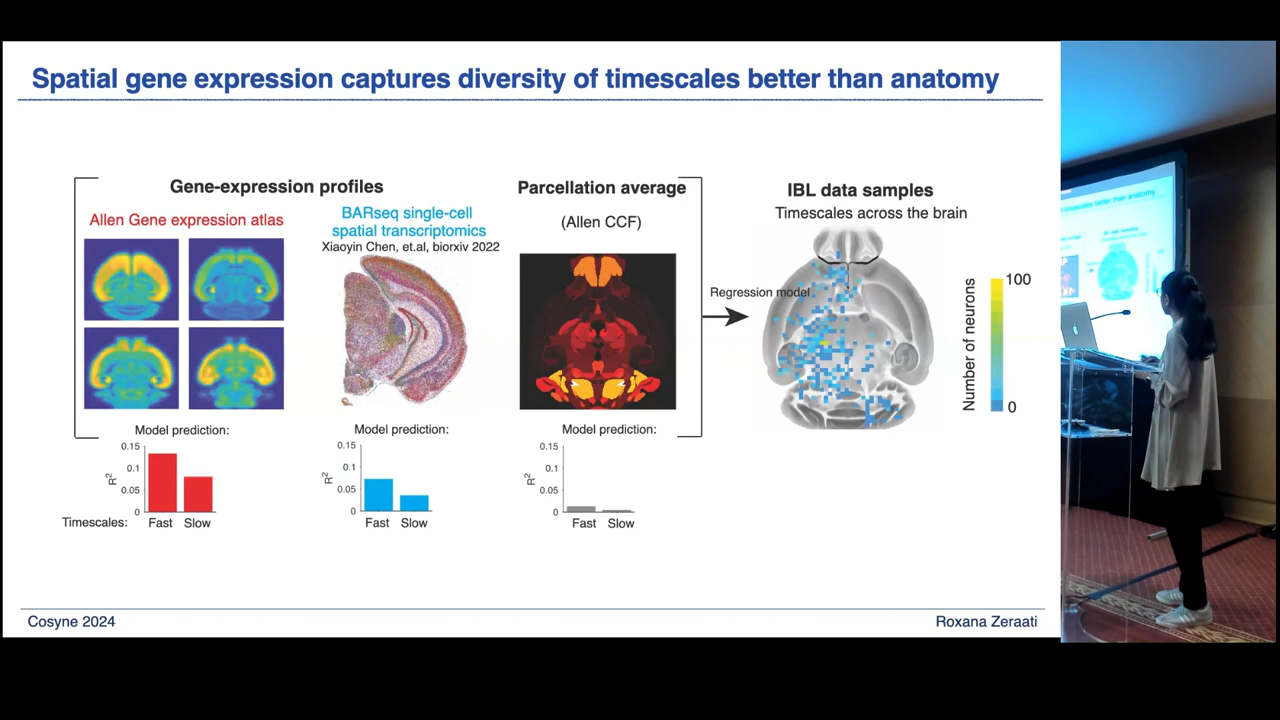 Spatial gene expression captures diversity of timescales better than anatomy
Gene-expression profiles
Allen Gene expression atlas
BARseq single-cell
spatial transcriptomics
Xiaoyin Chen, et.al, biorxiv 2022
Parcellation average
(Allen CCF)
Regression model
IBL data samples
Timescales across the brain
Number of neurons
100
0
Model prediction:
0.15
0.1
0.05
0
R²
Timescales:
Fast
Slow
Model prediction:
0.15
0.1
0.05
0
R²
Fast
Slow
Model prediction:
0.15
0.1
0.05
0
R²
Fast
Slow
Cosyne 2024
Roxana Zeraati